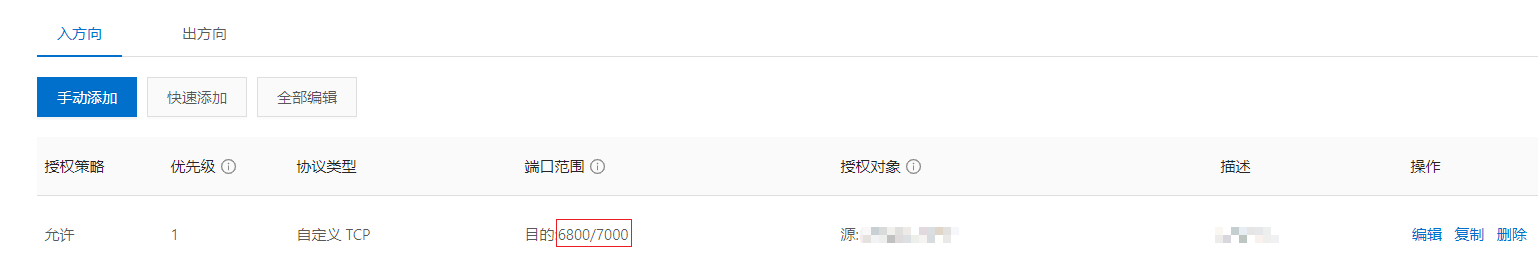 入方向 出方向
手动添加 快速添加 全部编辑
授权策略 优先级 协议类型 端口范围 授权对象 描述 操作
允许 1 自定义 TCP 目的:6800/7000 源: 编辑 复制 删除